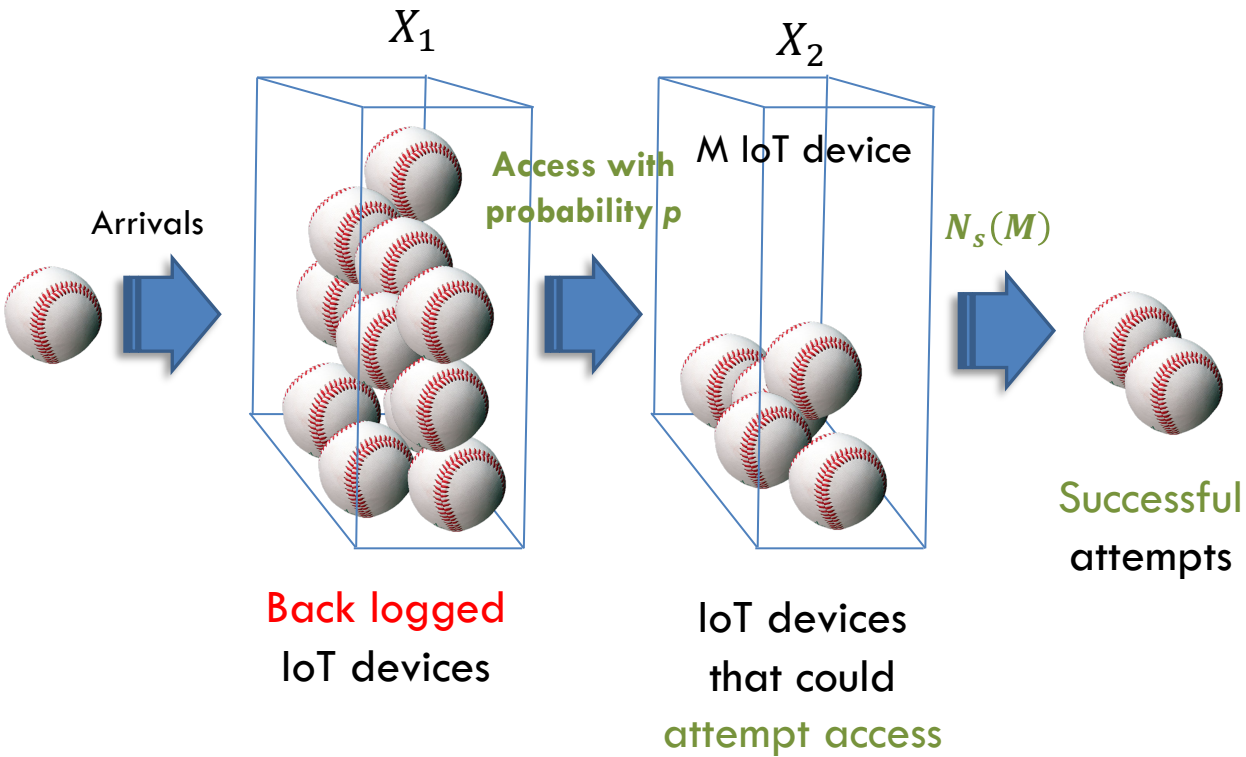 X₁
X₂
M IoT device
Access with
probability p
Arrivals
Nₛ(M)
Successful
attempts
Back logged
IoT devices
IoT devices
that could
attempt access